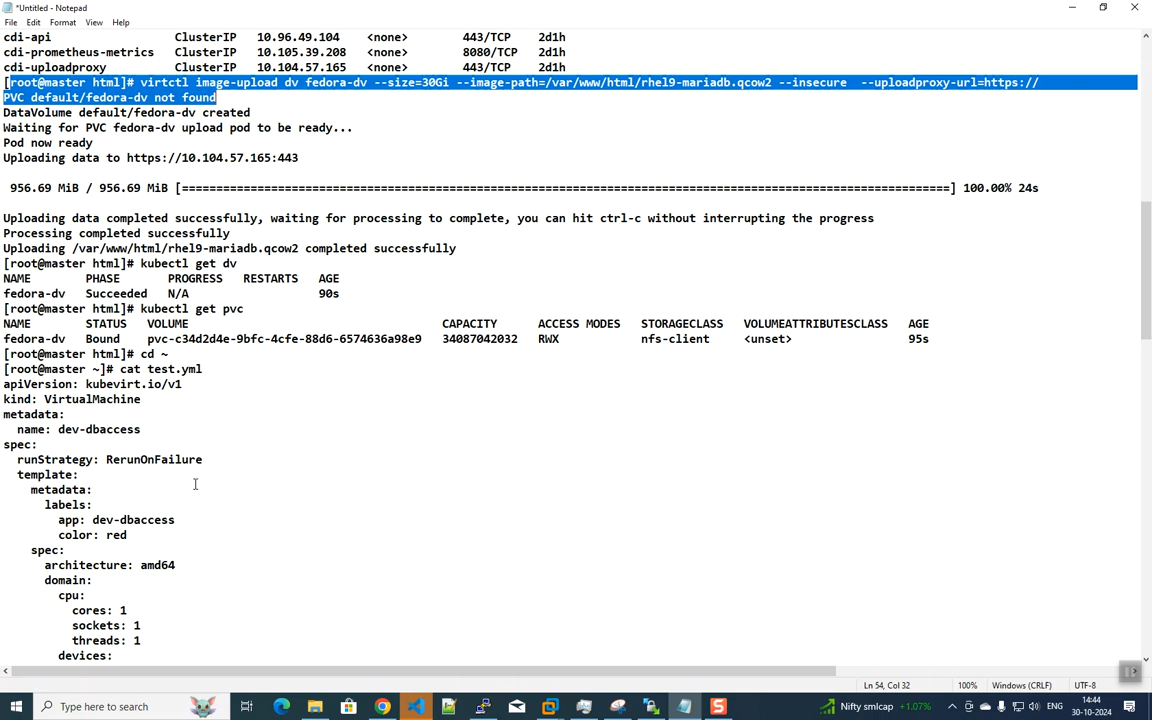 *Untitled - Notepad
File Edit Format View Help
cdi-api ClusterIP 10.96.49.104 <none> 443/TCP 2d1h
cdi-prometheus-metrics ClusterIP 10.105.39.208 <none> 8080/TCP 2d1h
cdi-uploadproxy ClusterIP 10.104.57.165 <none> 443/TCP 2d1h
[root@master html]# virtctl image-upload dv fedora-dv --size=30Gi --image-path=/var/www/html/rhel9-mariadb.qcow2 --insecure --uploadproxy-url=https://
PVC default/fedora-dv not found
DataVolume default/fedora-dv created
Waiting for PVC fedora-dv upload pod to be ready...
Pod now ready
Uploading data to https://10.104.57.165:443
956.69 MiB / 956.69 MiB [=====================================================================================================] 100.00% 24s
Uploading data completed successfully, waiting for processing to complete, you can hit ctrl-c without interrupting the progress
Processing completed successfully
Uploading /var/www/html/rhel9-mariadb.qcow2 completed successfully
[root@master html]# kubectl get dv
NAME PHASE PROGRESS RESTARTS AGE
fedora-dv Succeeded N/A 90s
[root@master html]# kubectl get pvc
NAME STATUS VOLUME CAPACITY ACCESS MODES STORAGECLASS VOLUMEATTRIBUTESCLASS AGE
fedora-dv Bound pvc-c34d2d4e-9bfc-4cfe-88d6-6574636a98e9 34087042032 RWX nfs-client <unset> 95s
[root@master html]# cd ~
[root@master ~]# cat test.yml
apiVersion: kubevirt.io/v1
kind: VirtualMachine
metadata:
name: dev-dbaccess
spec:
runStrategy: RerunOnFailure
template:
metadata:
labels:
app: dev-dbaccess
color: red
spec:
architecture: amd64
domain:
cpu:
cores: 1
sockets: 1
threads: 1
devices:
Ln 54, Col 32 100% Windows (CRLF) UTF-8
Type here to search
Nifty smlcap +1.07% ENG 14:44 30-10-2024